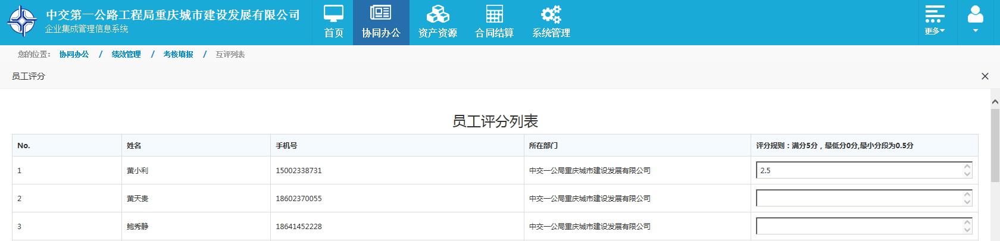 中交第一公路工程局重庆城市建设发展有限公司
企业集成管理信息系统
首页 协同办公 资产资源 合同结算 系统管理 更多
您的位置： 协同办公 / 绩效管理 / 考核填报 / 互评列表
员工评分
员工评分列表
No. 姓名 手机号 所在部门 评分规则：满分5分，最低分0分,最小分段为0.5分
1 黄小利 15002338731 中交一公局重庆城市建设发展有限公司 2.5
2 黄天贵 18602370055 中交一公局重庆城市建设发展有限公司
3 鲍秀静 18641452228 中交一公局重庆城市建设发展有限公司